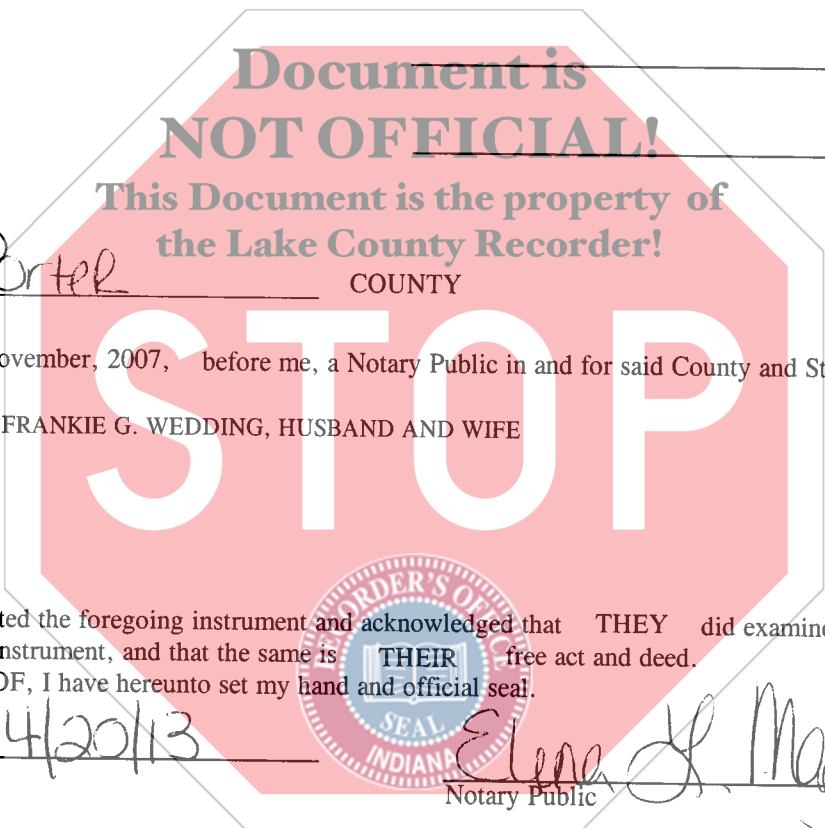 Document is
NOT OFFICIAL!
This Document is the property of
the Lake County Recorder!
Porter COUNTY
STOP
ovember, 2007, before me, a Notary Public in and for said County and St
FRANKIE G. WEDDING, HUSBAND AND WIFE
RECORDER'S OFFICE
ted the foregoing instrument and acknowledged that THEY did examine
nstrument, and that the same is THEIR free act and deed.
OF, I have hereunto set my hand and official seal.
SEAL
INDIANA
4/20/13
Elena H. Ma
Notary Public